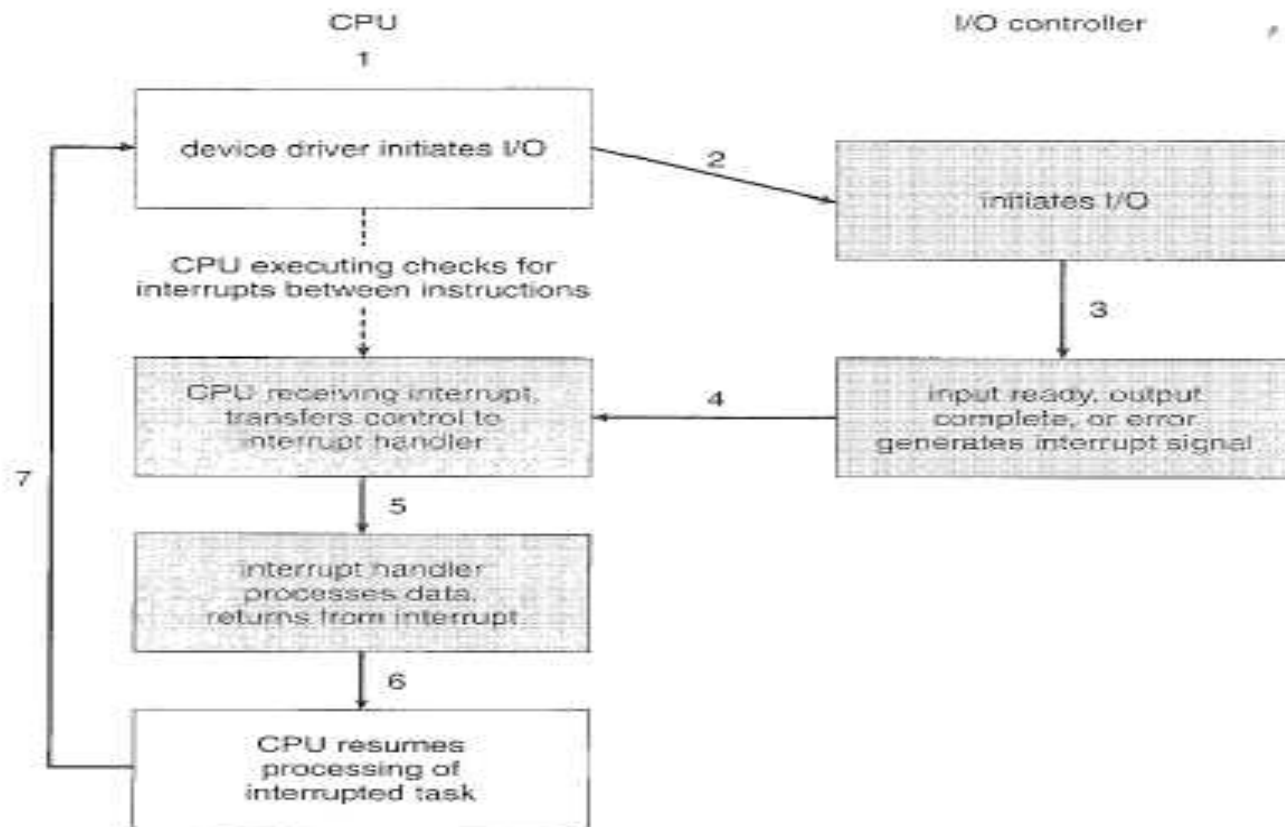 CPU
I/O controller
1
device driver initiates I/O
2
initiates I/O
CPU executing checks for
interrupts between instructions
3
CPU receiving interrupt,
transfers control to
interrupt handler
4
input ready, output
complete, or error
generates interrupt signal
7
5
interrupt handler
processes data,
returns from interrupt
6
CPU resumes
processing of
interrupted task